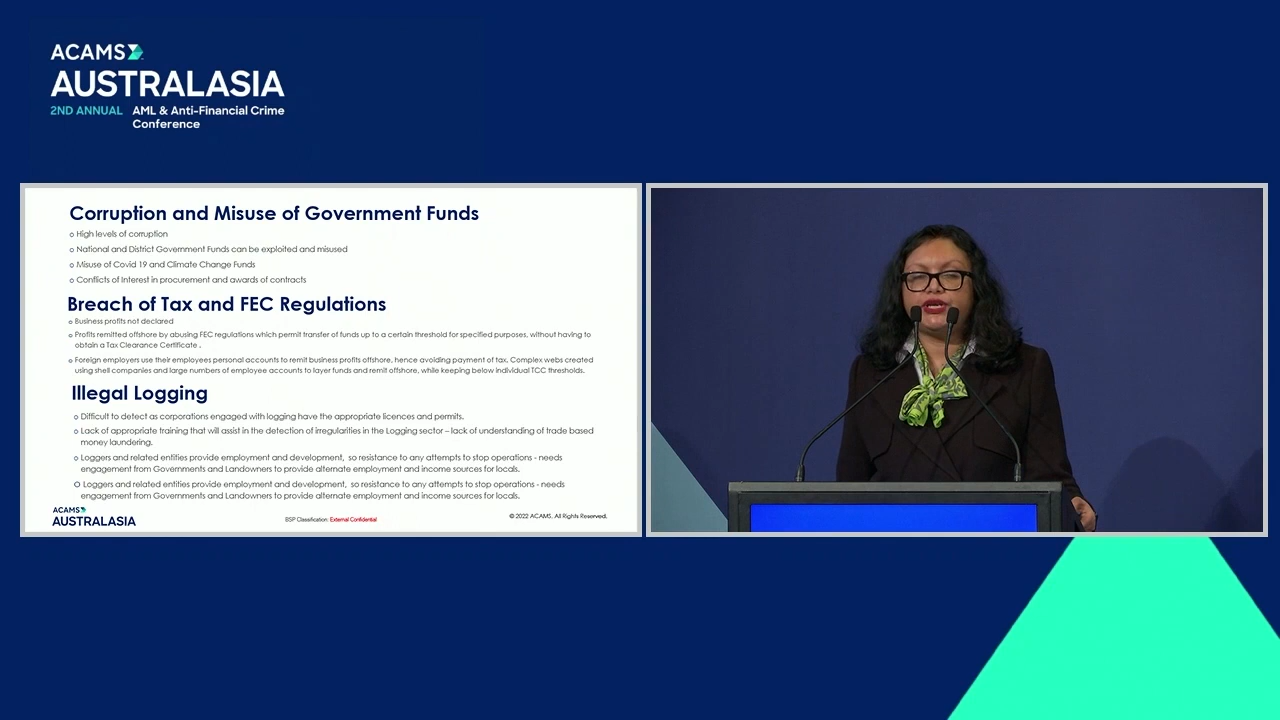 ACAMS
AUSTRALASIA
2ND ANNUAL AML & Anti-Financial Crime
Conference
Corruption and Misuse of Government Funds
o High levels of corruption
o National and District Government Funds can be exploited and misused
o Misuse of Covid 19 and Climate Change Funds
o Conflicts of Interest in procurement and awards of contracts
Breach of Tax and FEC Regulations
o Business profits not declared
o Profits remitted offshore by abusing FEC regulations which permit transfer of funds up to a certain threshold for specified purposes, without having to
obtain a Tax Clearance Certificate .
o Foreign employers use their employees personal accounts to remit business profits offshore, hence avoiding payment of tax. Complex webs created
using shell companies and large numbers of employee accounts to layer funds and remit offshore, while keeping below individual TCC thresholds.
Illegal Logging
o Difficult to detect as corporations engaged with logging have the appropriate licences and permits.
o Lack of appropriate training that will assist in the detection of irregularities in the Logging sector – lack of understanding of trade based
money laundering.
o Loggers and related entities provide employment and development, so resistance to any attempts to stop operations - needs
engagement from Governments and Landowners to provide alternate employment and income sources for locals.
o Loggers and related entities provide employment and development, so resistance to any attempts to stop operations - needs
engagement from Governments and Landowners to provide alternate employment and income sources for locals.
ACAMS
AUSTRALASIA
BSP Classification: External Confidential
© 2022 ACAMS. All Rights Reserved.